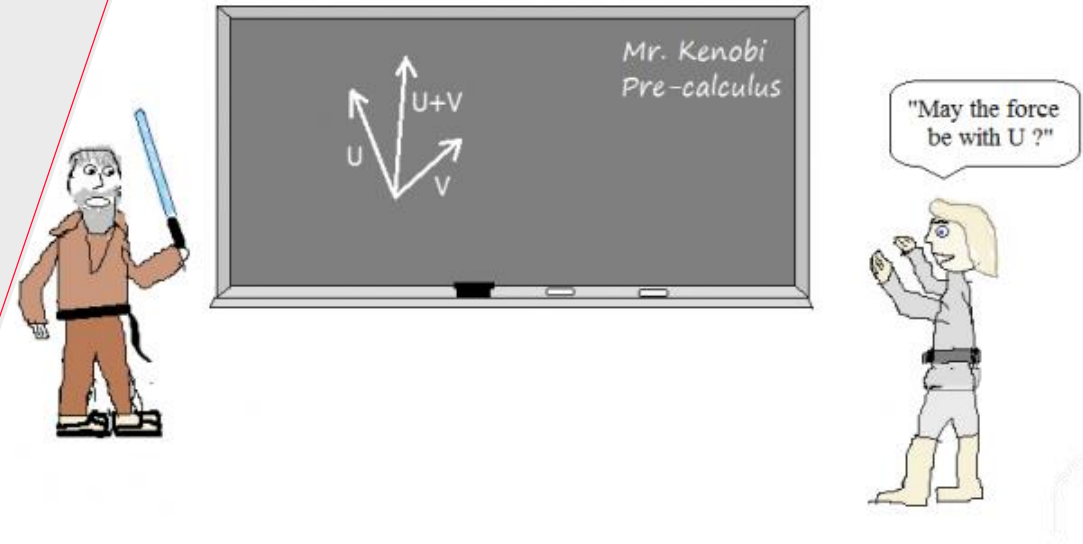 Mr. Kenobi
Pre-calculus
U+V
U
V
"May the force
be with U ?"